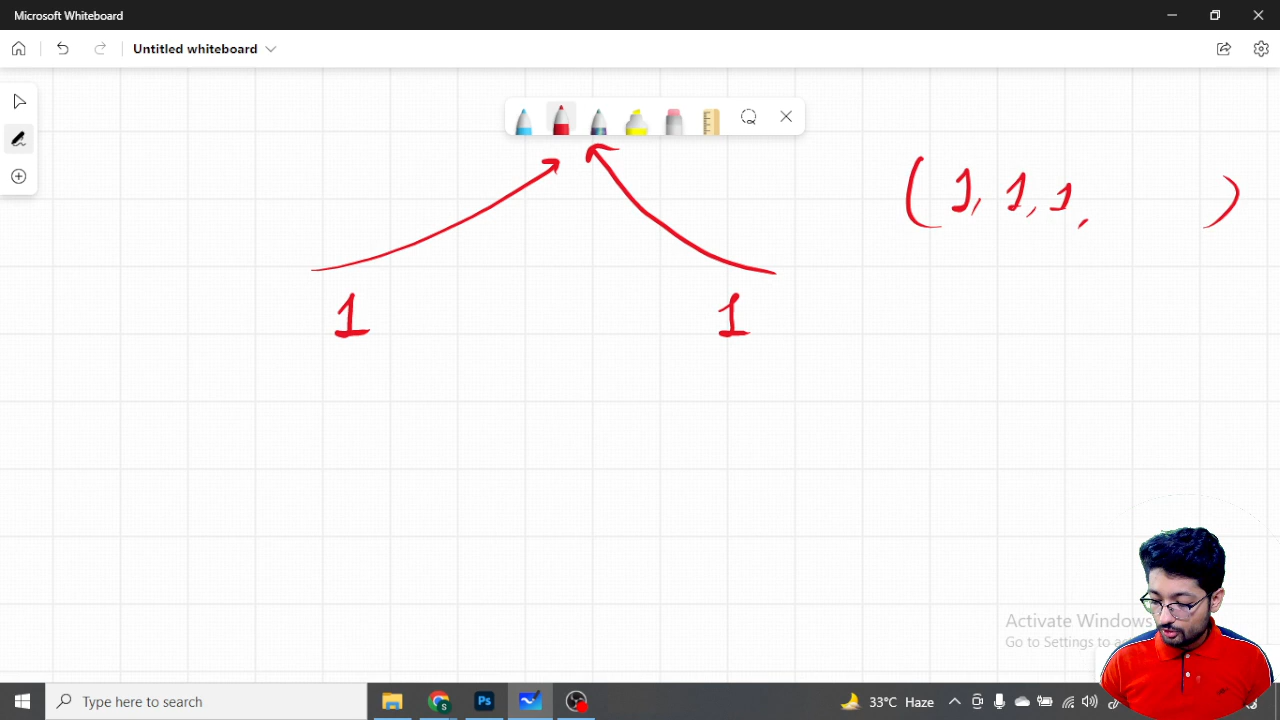 Microsoft Whiteboard
Untitled whiteboard
(1, 1, 1, )
1 1
Activate Windows
Go to Settings to
Type here to search
Ps
33°C Haze